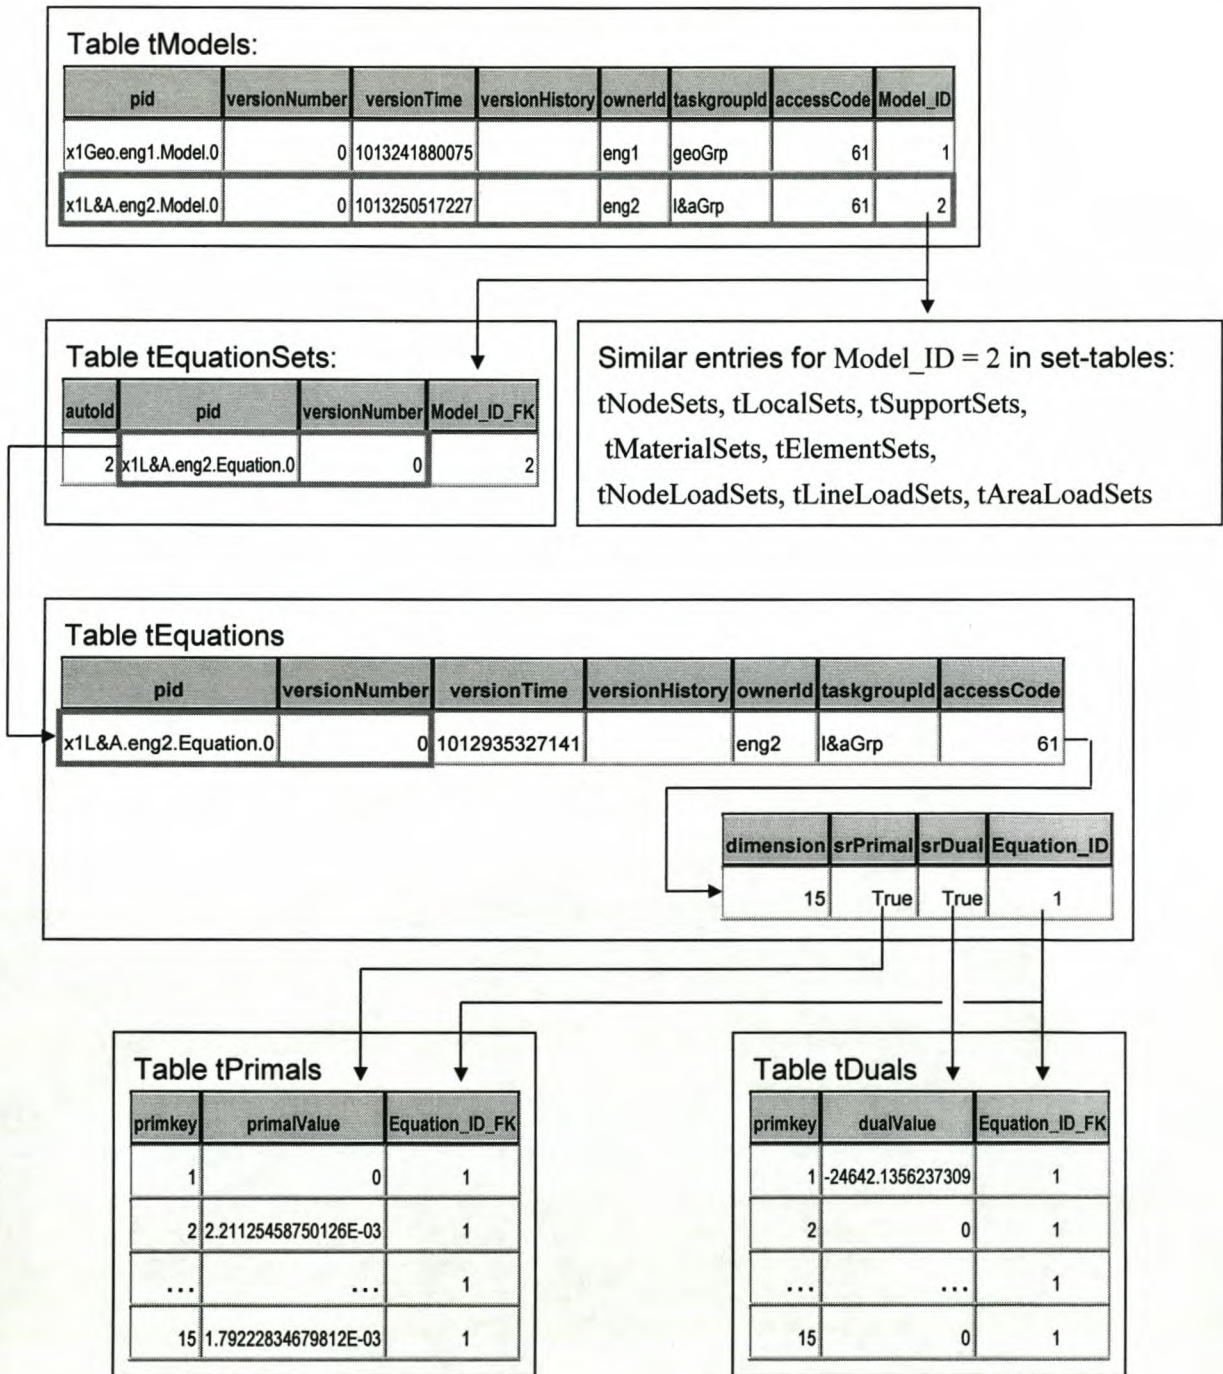 Table tModels:
pid versionNumber versionTime versionHistory ownerId taskgroupId accessCode Model_ID
x1Geo.eng1.Model.0 0 1013241880075 eng1 geoGrp 61 1
x1L&A.eng2.Model.0 0 1013250517227 eng2 l&aGrp 61 2
Table tEquationSets:
autoId pid versionNumber Model_ID_FK
2 x1L&A.eng2.Equation.0 0 2
Similar entries for Model_ID = 2 in set-tables:
tNodeSets, tLocalSets, tSupportSets,
tMaterialSets, tElementSets,
tNodeLoadSets, tLineLoadSets, tAreaLoadSets
Table tEquations
pid versionNumber versionTime versionHistory ownerId taskgroupId accessCode
x1L&A.eng2.Equation.0 0 1012935327141 eng2 l&aGrp 61
dimension srPrimal srDual Equation_ID
15 True True 1
Table tPrimals
primkey primalValue Equation_ID_FK
1 0 1
2 2.21125458750126E-03 1
... ... 1
15 1.79222834679812E-03 1
Table tDuals
primkey dualValue Equation_ID_FK
1 -24642.1356237309 1
2 0 1
... ... 1
15 0 1